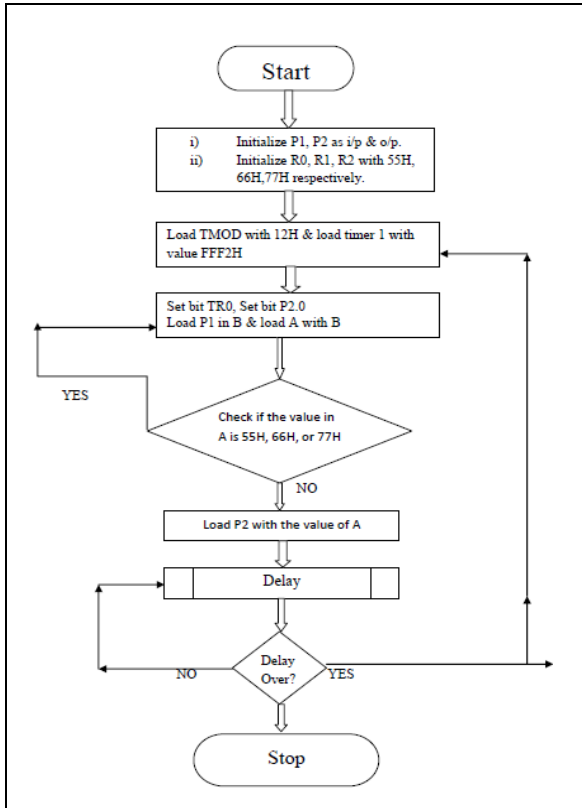 Start
i) Initialize P1, P2 as i/p & o/p.
ii) Initialize R0, R1, R2 with 55H,
66H,77H respectively.
Load TMOD with 12H & load timer 1 with
value FFF2H
Set bit TR0, Set bit P2.0
Load P1 in B & load A with B
YES
Check if the value in
A is 55H, 66H, or 77H
NO
Load P2 with the value of A
Delay
Delay
Over?
NO
YES
Stop